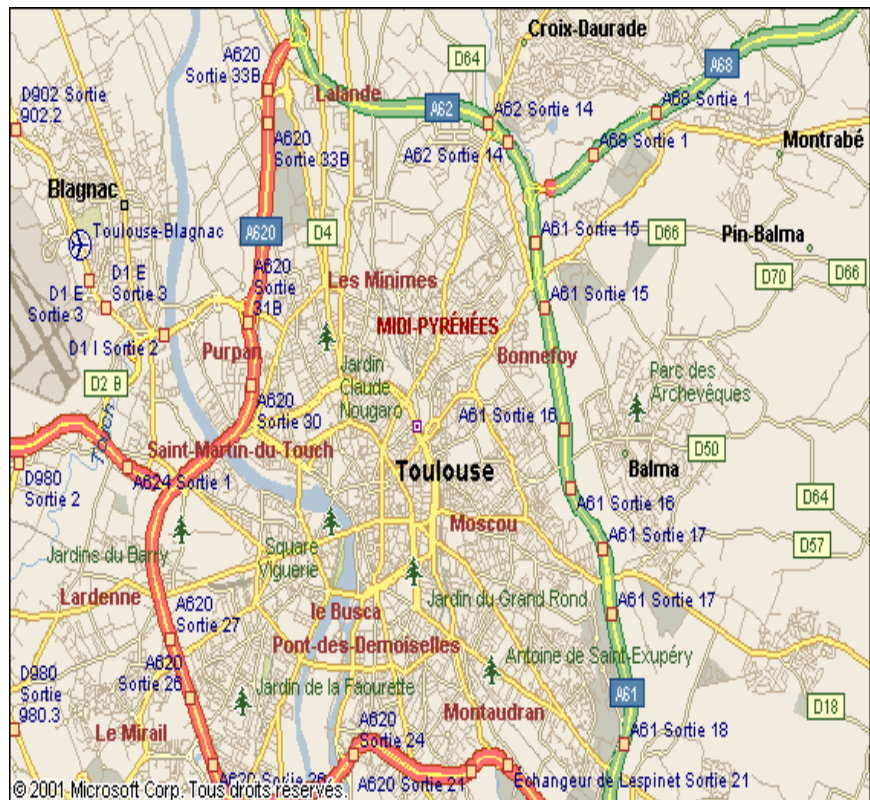 Croix-Daurade
A620
Sortie 33B
D64
A68
D902 Sortie
902.2
Lalande
A62
A62 Sortie 14
A68 Sortie 1
A620
Sortie 33B
A62 Sortie 14
A68 Sortie 1
Montrabé
Blagnac
Toulouse-Blagnac
A620
D4
A61 Sortie 15
D66
Pin-Balma
D1 E
Sortie 3
A620
Sortie
31B
Les Minimes
D70
D66
D1 E
Sortie 3
A61 Sortie 15
MIDI-PYRÉNÉES
D1 I Sortie 2
Purpan
Bonnefoy
Jardin
Claude
Nougaro
Parc des
Archevêques
D2 B
A620
Sortie 30
A61 Sortie 16
Touch
Saint-Martin-du-Touch
D50
D980
Sortie 2
A624 Sortie 1
Toulouse
Balma
A61 Sortie 16
D64
Moscou
A61 Sortie 17
Jardins du Barry
Square
Viguerie
D57
Lardenne
le Busca
Jardin du Grand Rond
A61 Sortie 17
A620
Sortie 27
Pont-des-Demoiselles
Antoine de Saint-Exupéry
D980
Sortie
980.3
A620
Sortie 26
Jardin de la Faourette
A61
Le Mirail
Montaudran
D18
A620
Sortie 24
A61 Sortie 18
A620 Sortie 26
A620 Sortie 21
Échangeur de Lespinet Sortie 21
© 2001 Microsoft Corp. Tous droits réservés.